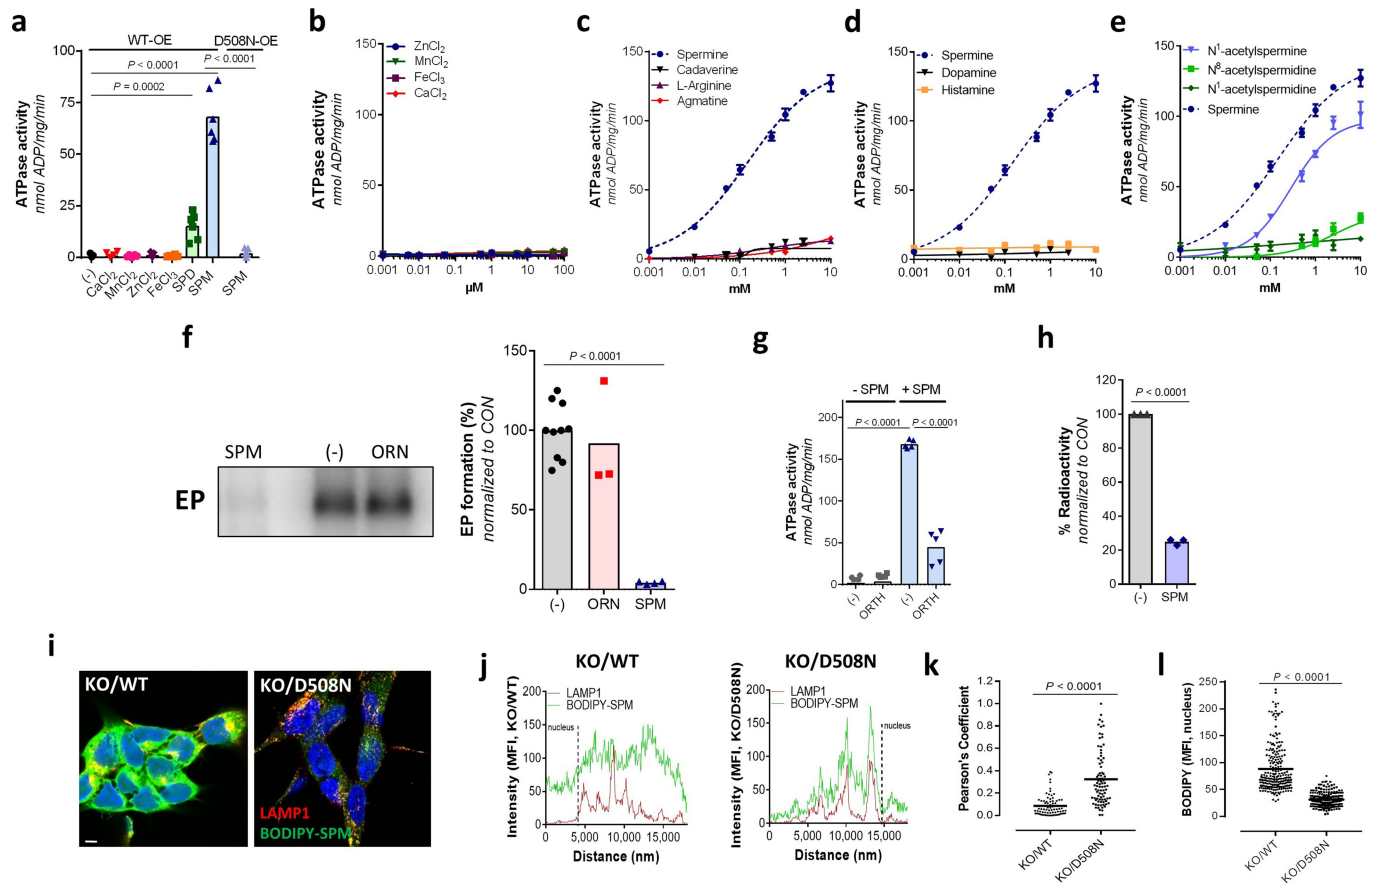 a
WT-OE D508N-OE
P < 0.0001 P < 0.0001
P = 0.0002
ATPase activity
nmol ADP/mg/min
100
75
50
25
0
(-) CaCl2 MnCl2 ZnCl2 FeCl3 SPD SPM SPM
b
ZnCl2
MnCl2
FeCl3
CaCl2
ATPase activity
nmol ADP/mg/min
150
100
50
0
0.001 0.01 0.1 1 10 100
µM
c
Spermine
Cadaverine
L-Arginine
Agmatine
ATPase activity
nmol ADP/mg/min
150
100
50
0
0.001 0.01 0.1 1 10
mM
d
Spermine
Dopamine
Histamine
ATPase activity
nmol ADP/mg/min
150
100
50
0
0.001 0.01 0.1 1 10
mM
e
N1-acetylspermine
N8-acetylspermidine
N1-acetylspermidine
Spermine
ATPase activity
nmol ADP/mg/min
150
100
50
0
0.001 0.01 0.1 1 10
mM
f
SPM (-) ORN
EP
P < 0.0001
EP formation (%)
normalized to CON
150
100
50
0
(-) ORN SPM
g
- SPM + SPM
P < 0.0001 P < 0.0001
ATPase activity
nmol ADP/mg/min
200
150
100
50
0
(-) ORTH (-) ORTH
h
P < 0.0001
% Radioactivity
normalized to CON
120
100
80
60
40
20
0
(-) SPM
i
KO/WT KO/D508N
LAMP1
BODIPY-SPM
j
KO/WT
LAMP1
BODIPY-SPM
nucleus
Intensity (MFI, KO/WT)
200
150
100
50
0
0 5,000 10,000 15,000
Distance (nm)
KO/D508N
LAMP1
BODIPY-SPM
nucleus
Intensity (MFI, KO/D508N)
200
150
100
50
0
0 5,000 10,000 15,000
Distance (nm)
k
P < 0.0001
Pearson's Coefficient
1.2
1.0
0.8
0.6
0.4
0.2
0.0
KO/WT KO/D508N
l
P < 0.0001
BODIPY (MFI, nucleus)
250
200
150
100
50
0
KO/WT KO/D508N